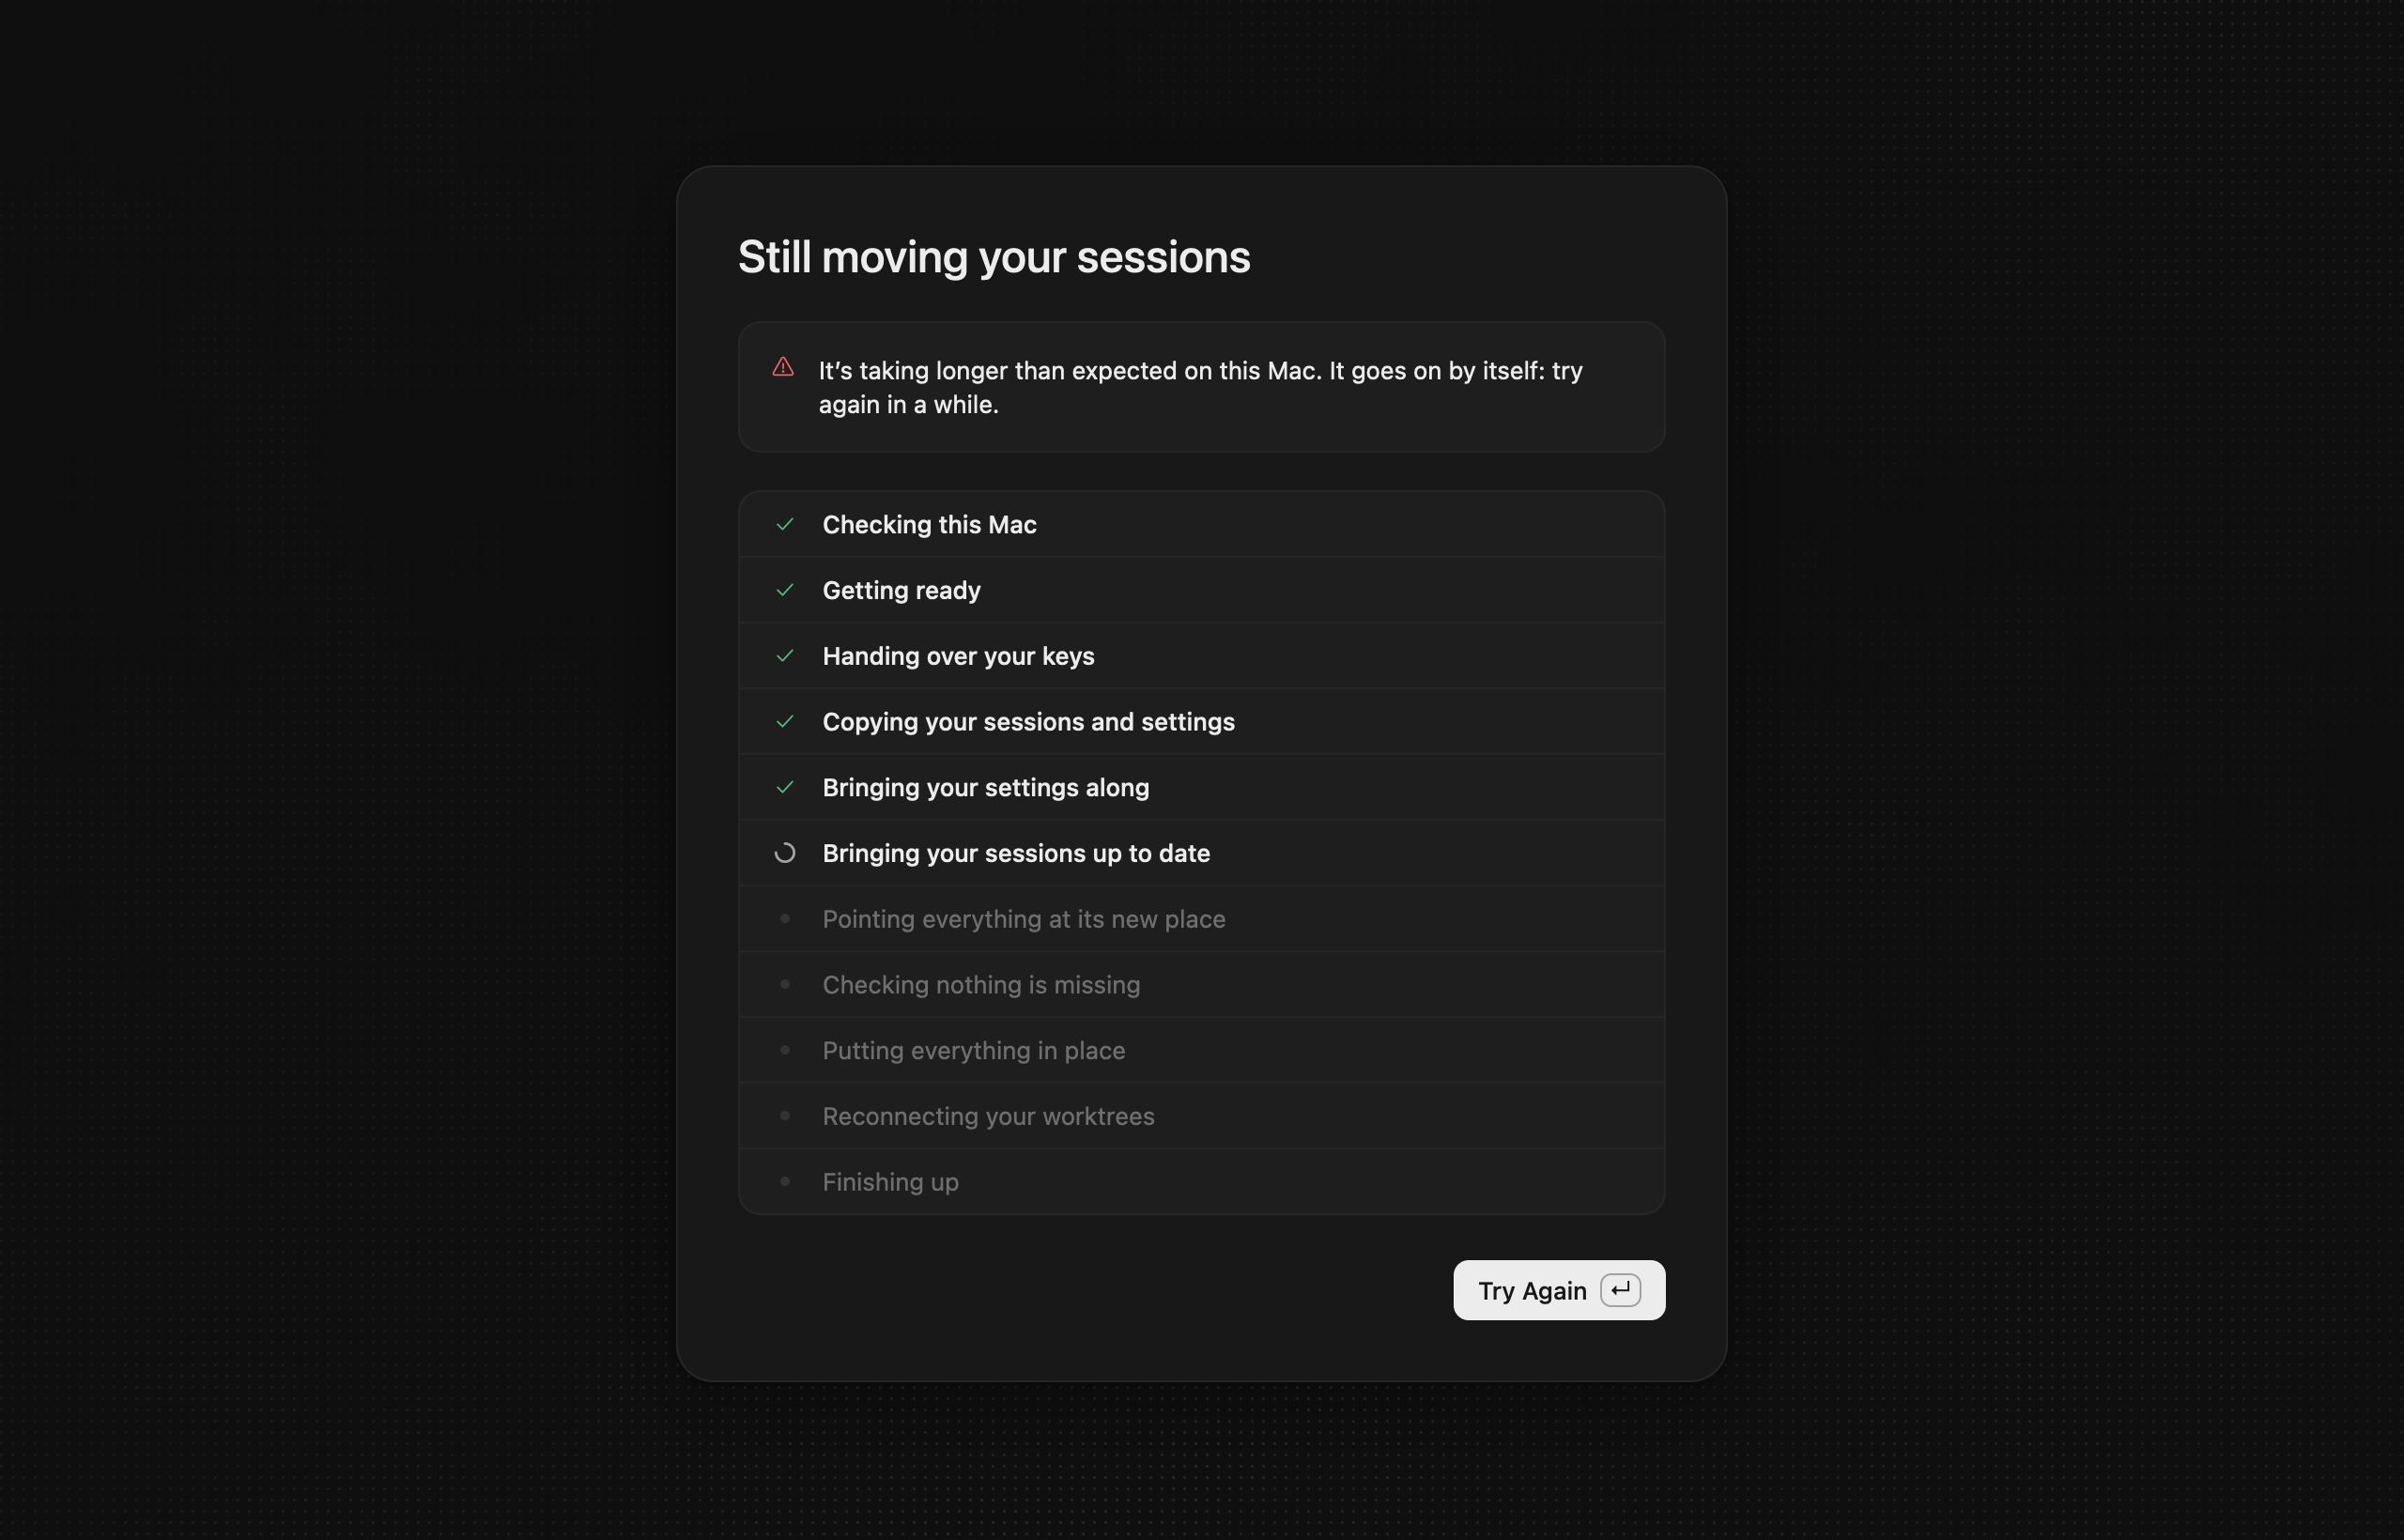 Still moving your sessions
It’s taking longer than expected on this Mac. It goes on by itself: try
again in a while.
Checking this Mac
Getting ready
Handing over your keys
Copying your sessions and settings
Bringing your settings along
Bringing your sessions up to date
Pointing everything at its new place
Checking nothing is missing
Putting everything in place
Reconnecting your worktrees
Finishing up
Try Again